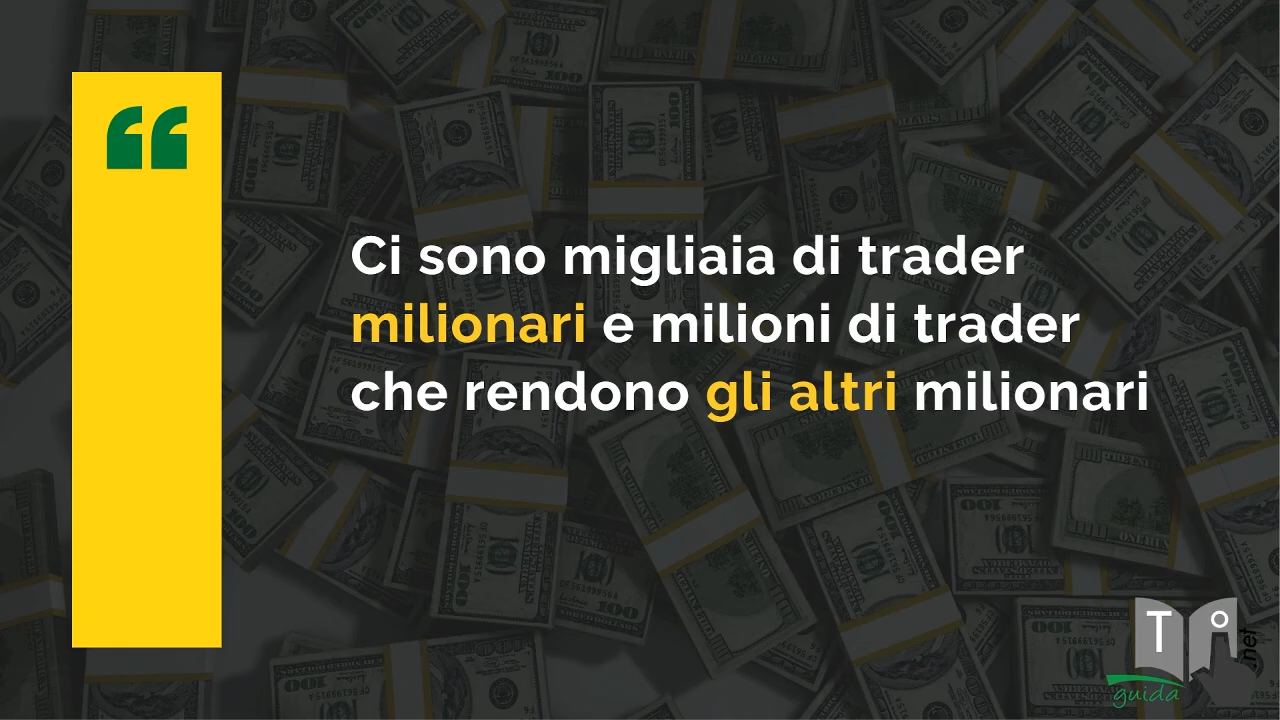 Ci sono migliaia di trader
milionari e milioni di trader
che rendono gli altri milionari
T O
.net
guida